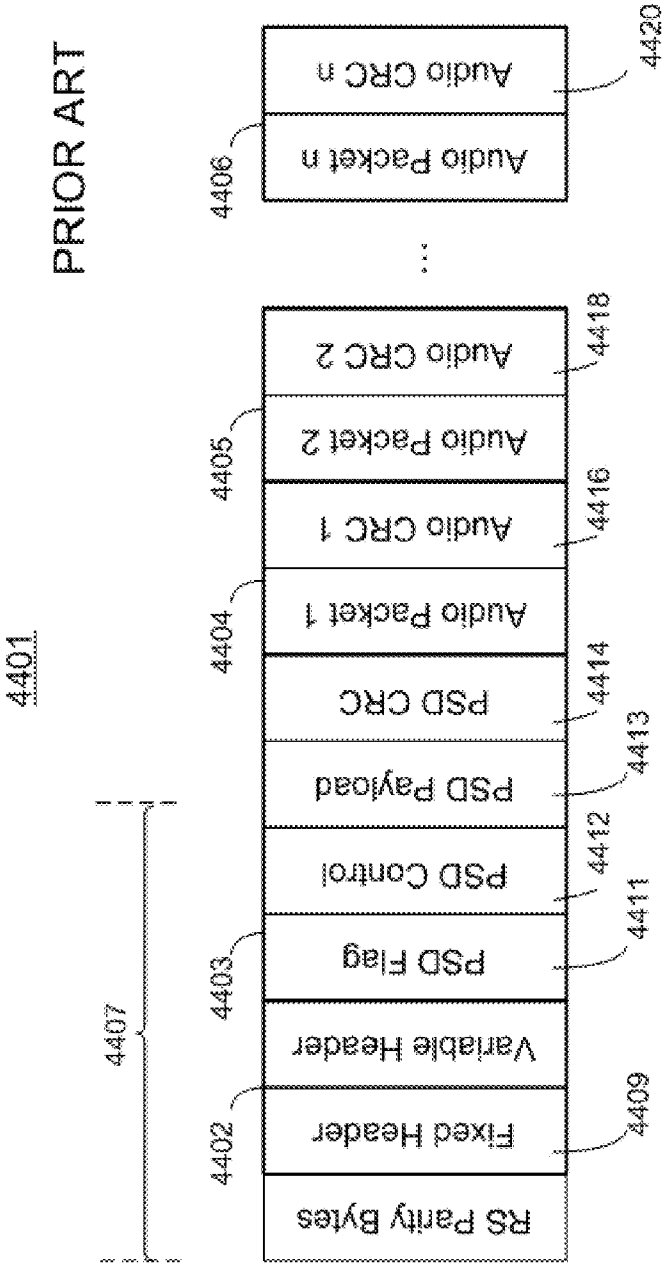 PRIOR ART
4401
4407
4402
4403
4404
4405
4406
RS Parity Bytes
Fixed Header
Variable Header
PSD Flag
PSD Control
PSD Payload
PSD CRC
Audio Packet 1
Audio CRC 1
Audio Packet 2
Audio CRC 2
...
Audio Packet n
Audio CRC n
4409
4411
4412
4413
4414
4416
4418
4420